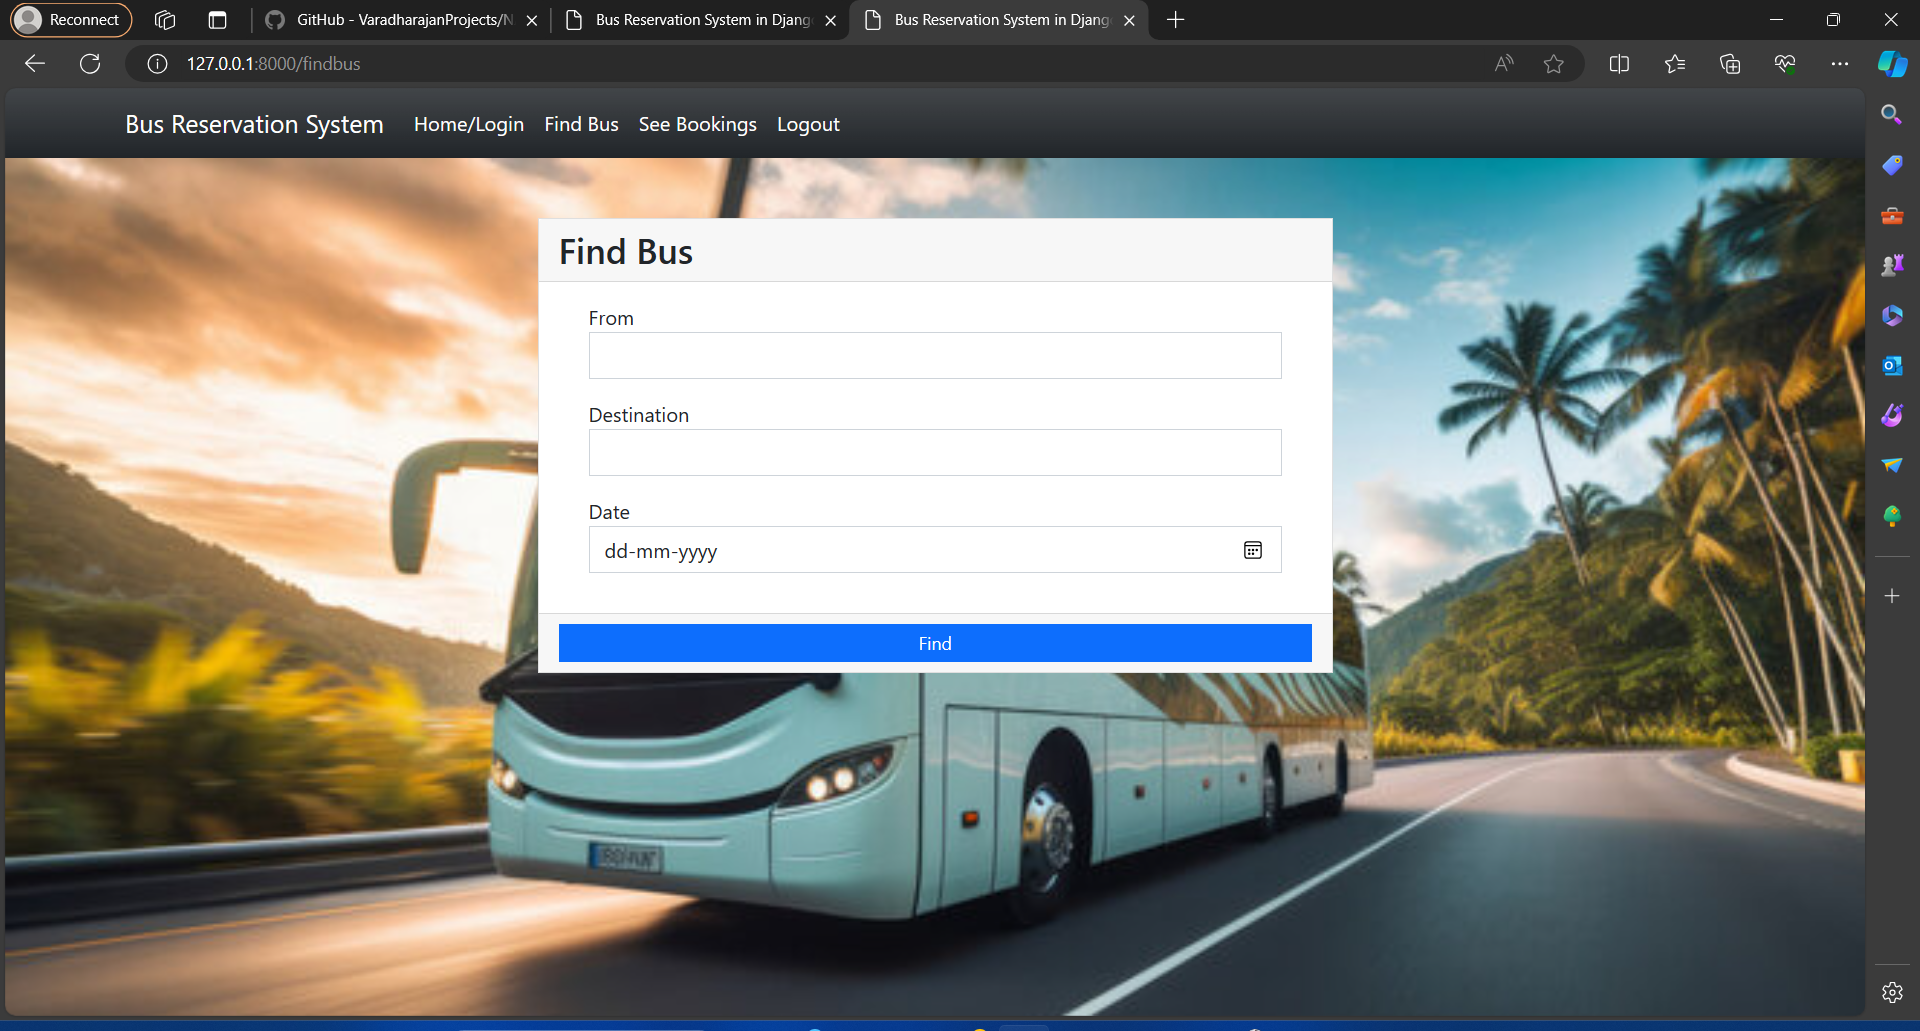 Reconnect
GitHub - VaradharajanProjects/N
Bus Reservation System in Djang
Bus Reservation System in Djang
127.0.0.1:8000/findbus
Bus Reservation System Home/Login Find Bus See Bookings Logout
Find Bus
From
Destination
Date
dd-mm-yyyy
Find